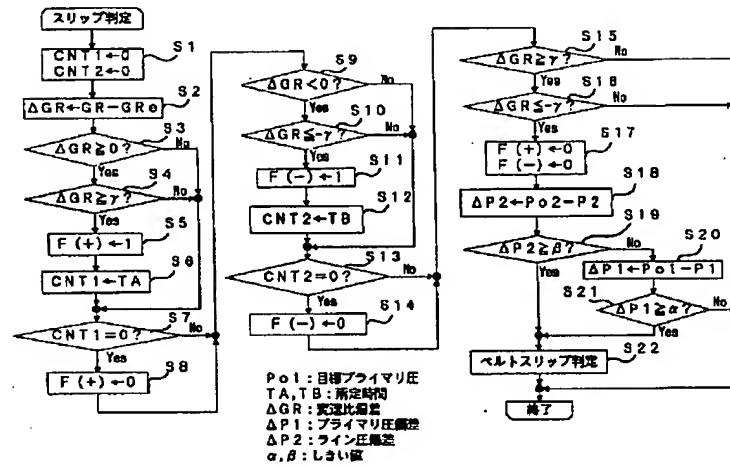 スリップ判定
S1
CNT1←0
CNT2←0
S2
ΔGR←GR-GRe
S3
ΔGR≧0?
No
Yes
S4
ΔGR≧γ?
No
Yes
S5
F(+)←1
S6
CNT1←TA
S7
CNT1=0?
No
Yes
S8
F(+)←0
S9
ΔGR<0?
No
Yes
S10
ΔGR≦-γ?
No
Yes
S11
F(-)←1
S12
CNT2←TB
S13
CNT2=0?
No
Yes
S14
F(-)←0
S15
ΔGR≧γ?
No
Yes
S16
ΔGR≦-γ?
No
Yes
S17
F(+)←0
F(-)←0
S18
ΔP2←Po2-P2
S19
ΔP2≧β?
No
Yes
S20
ΔP1←Po1-P1
S21
ΔP1≧α?
No
Yes
S22
ベルトスリップ判定
終了
Po1:目標プライマリ圧
TA,TB:所定時間
ΔGR:変速比偏差
ΔP1:プライマリ圧偏差
ΔP2:ライン圧偏差
α,β:しきい値